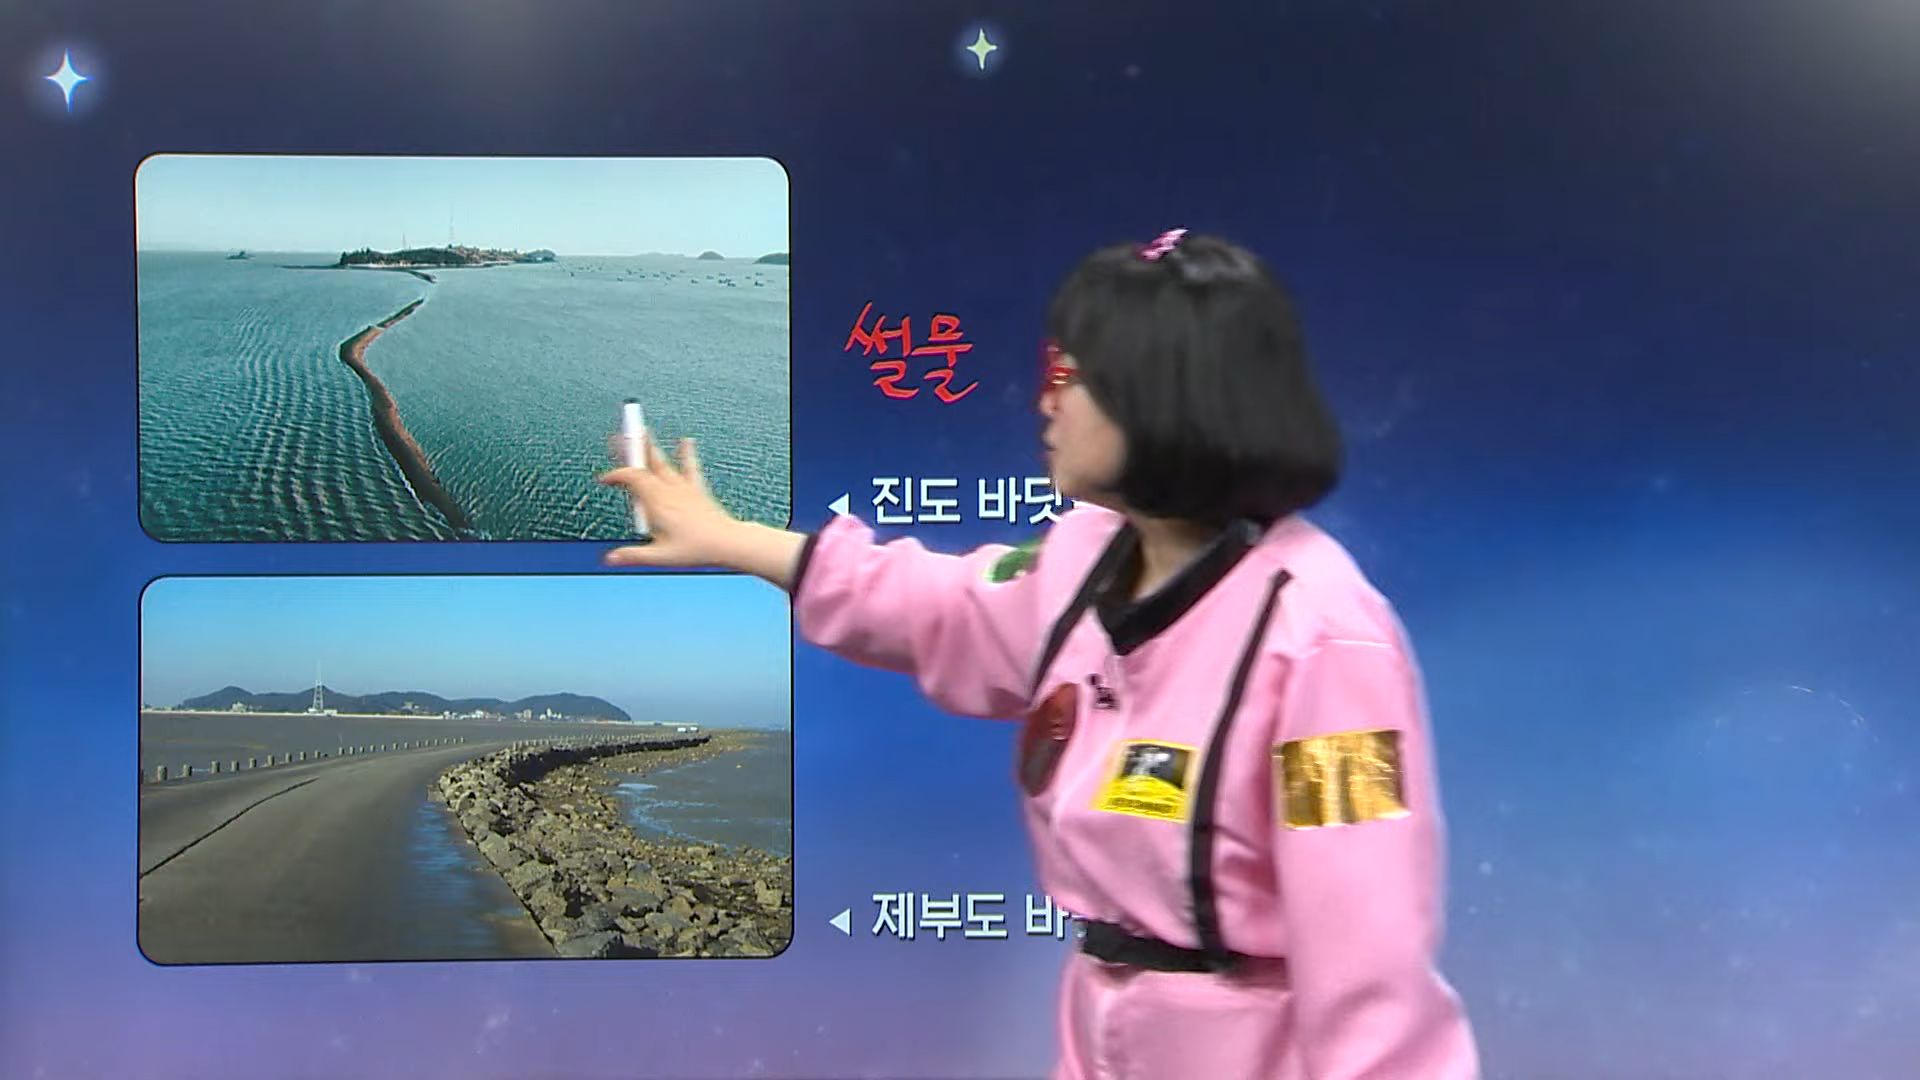 썰물
◀ 진도 바닷
◀ 제부도 바